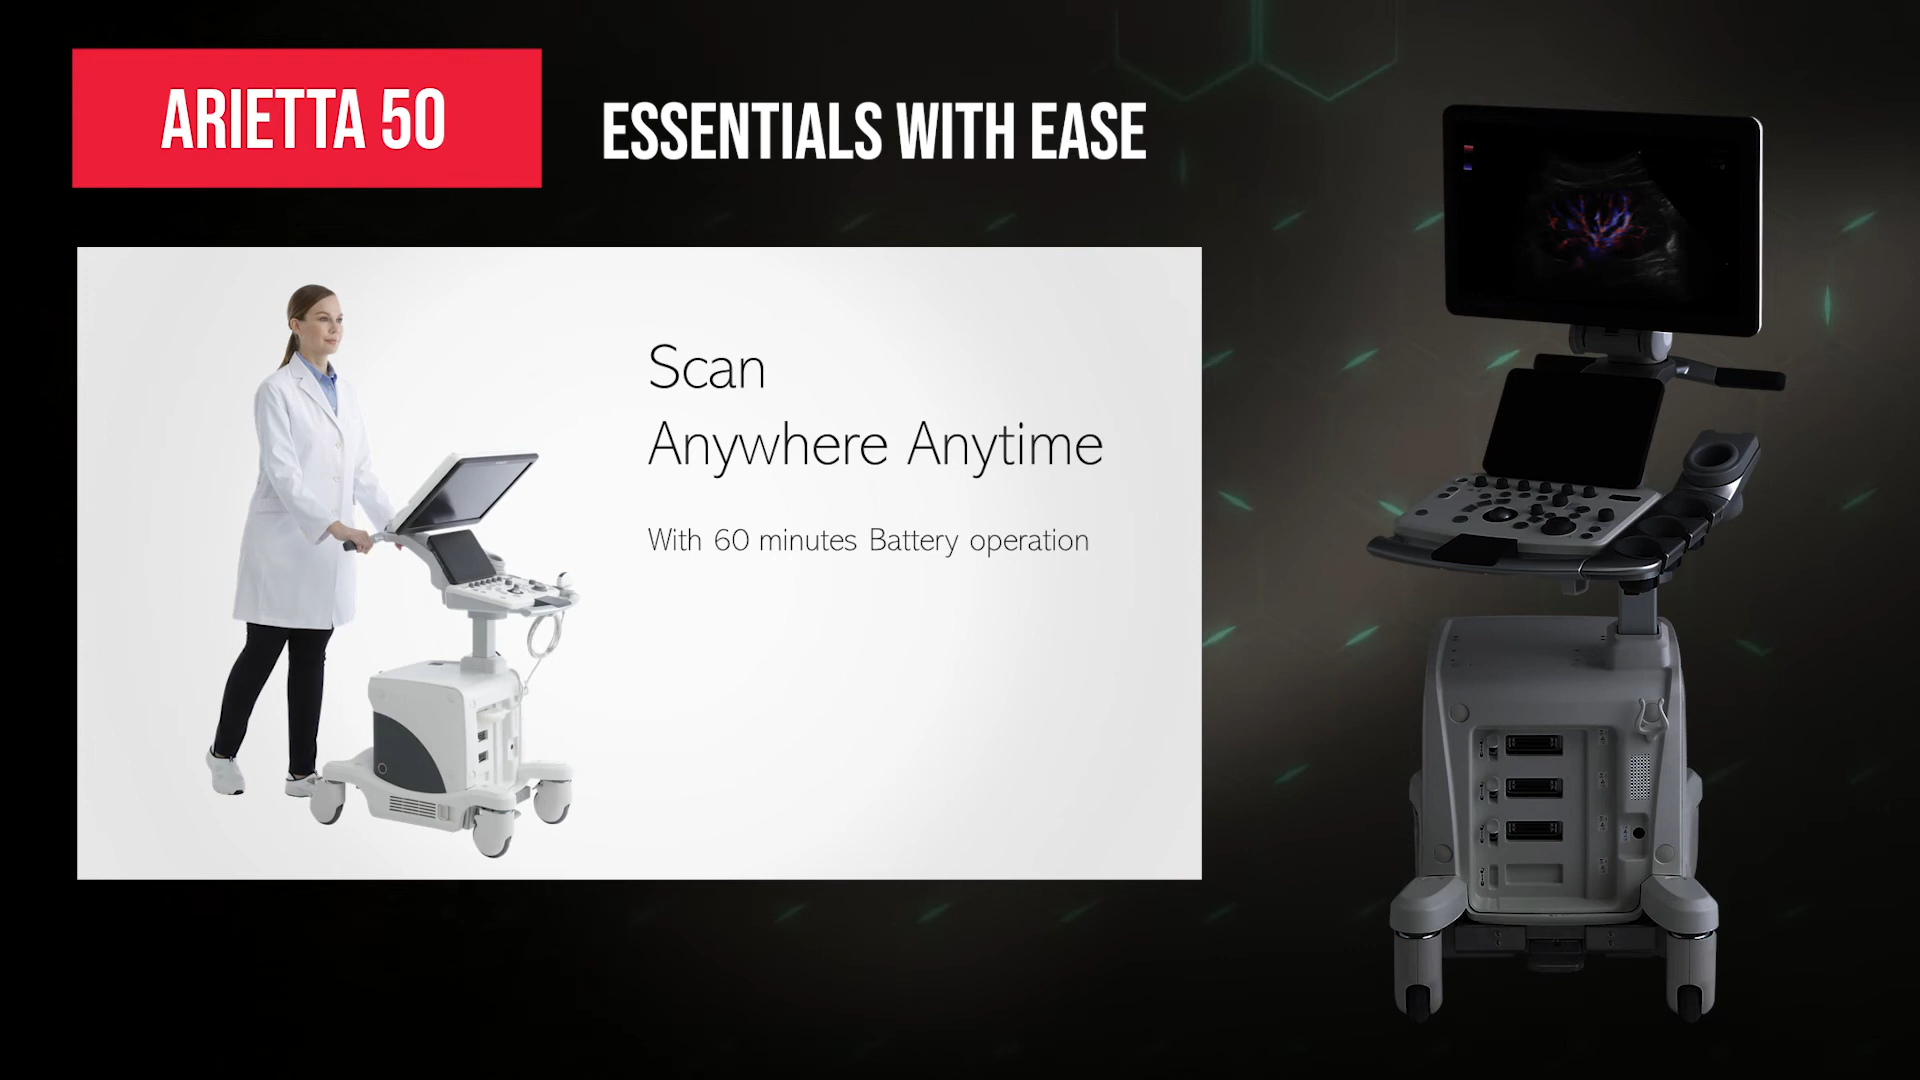 ARIETTA 50
ESSENTIALS WITH EASE
Scan
Anywhere Anytime
With 60 minutes Battery operation